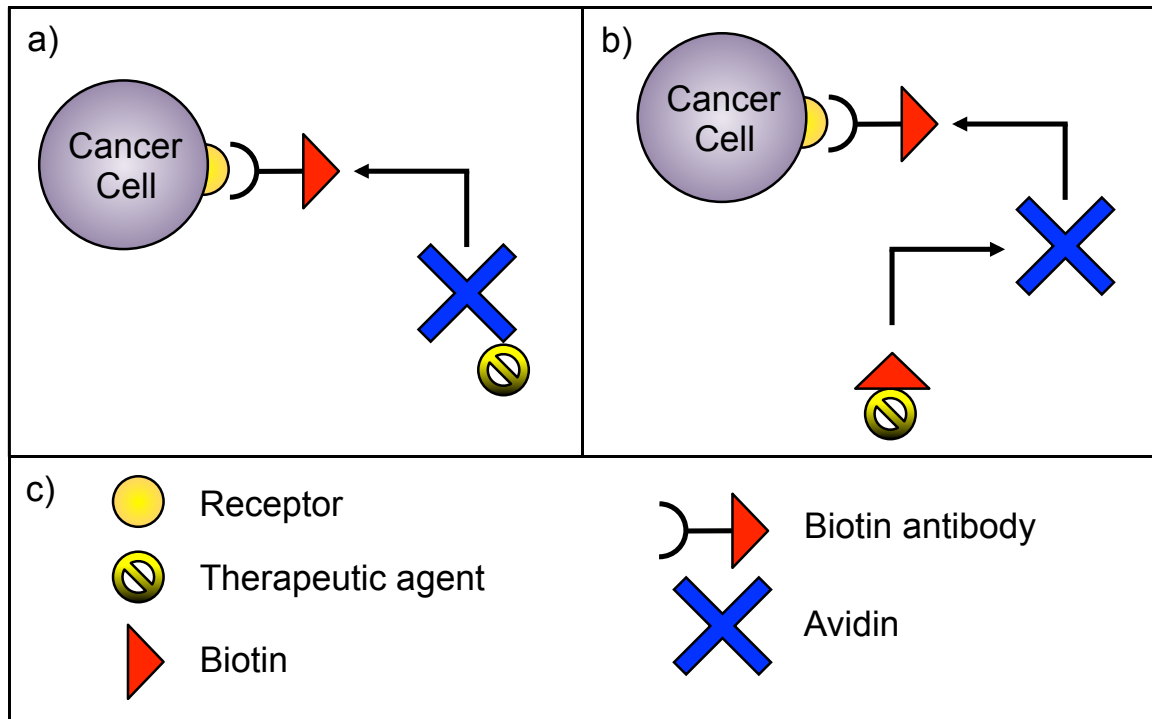 a)
Cancer
Cell
b)
Cancer
Cell
c)
Receptor
Therapeutic agent
Biotin
Biotin antibody
Avidin